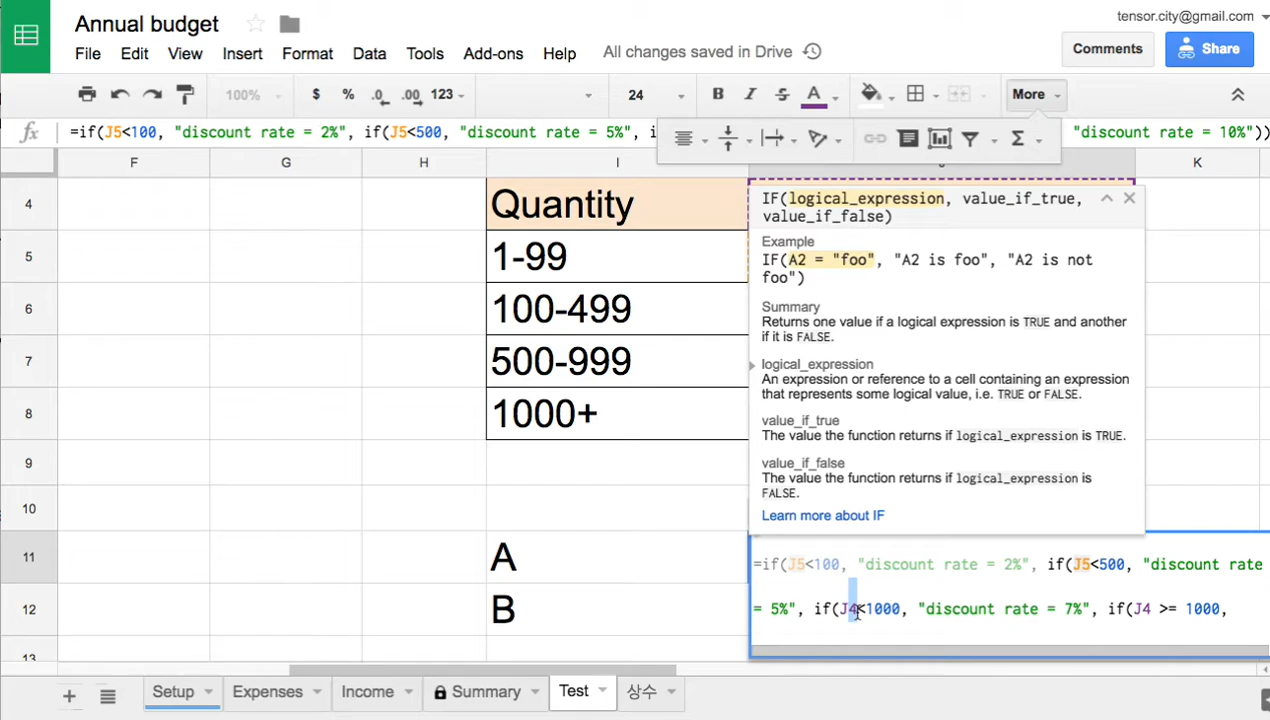 Annual budget
tensor.city@gmail.com
File Edit View Insert Format Data Tools Add-ons Help All changes saved in Drive
Comments
Share
100% $ % .0 .00 123 24 B I S A More
fx =if(J5<100, "discount rate = 2%", if(J5<500, "discount rate = 5%", i "discount rate = 10%"))
Σ
F G H I J K
4 Quantity
5 1-99
6 100-499
7 500-999
8 1000+
9
10
11 A
12 B
13
IF(logical_expression, value_if_true,
value_if_false)
Example
IF(A2 = "foo", "A2 is foo", "A2 is not
foo")
Summary
Returns one value if a logical expression is TRUE and another
if it is FALSE.
logical_expression
An expression or reference to a cell containing an expression
that represents some logical value, i.e. TRUE or FALSE.
value_if_true
The value the function returns if logical_expression is TRUE.
value_if_false
The value the function returns if logical_expression is
FALSE.
Learn more about IF
=if(J5<100, "discount rate = 2%", if(J5<500, "discount rate
= 5%", if(J4<1000, "discount rate = 7%", if(J4 >= 1000,
Setup Expenses Income Summary Test 상수